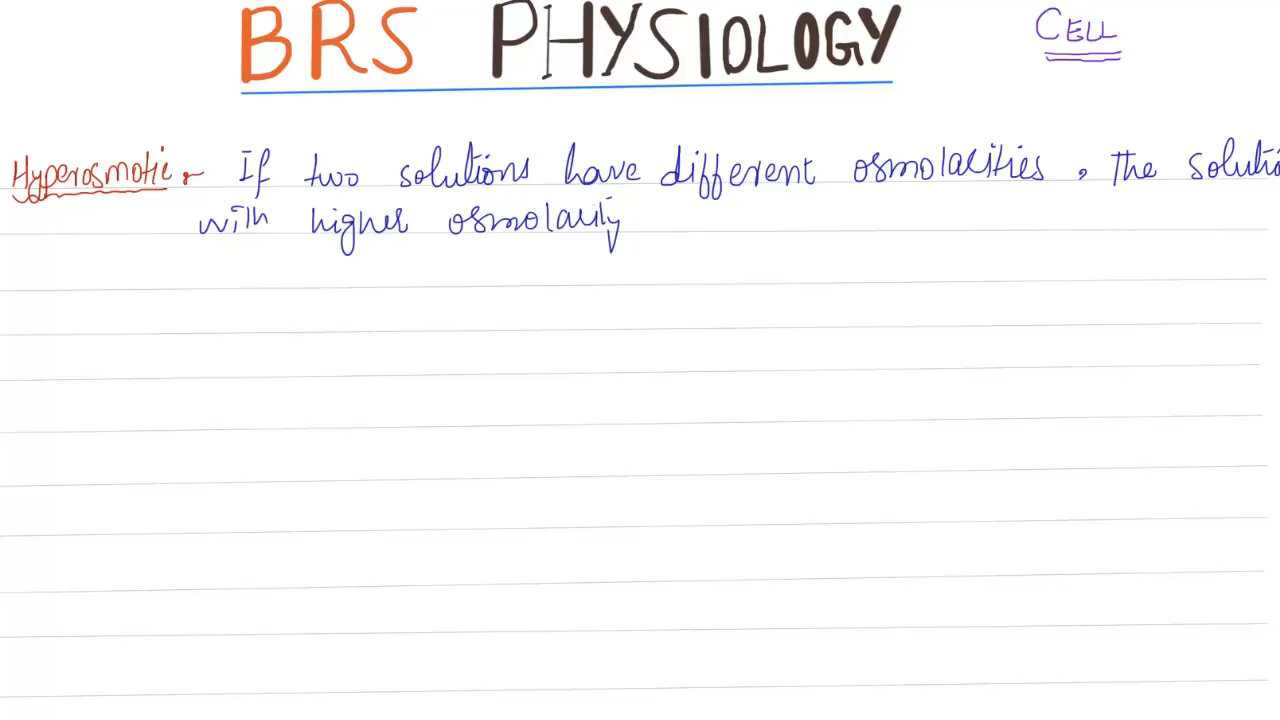 BRS PHYSIOLOGY
CELL
Hyperosmotic - If two solutions have different osmolarities, the solutio
with higher osmolarity